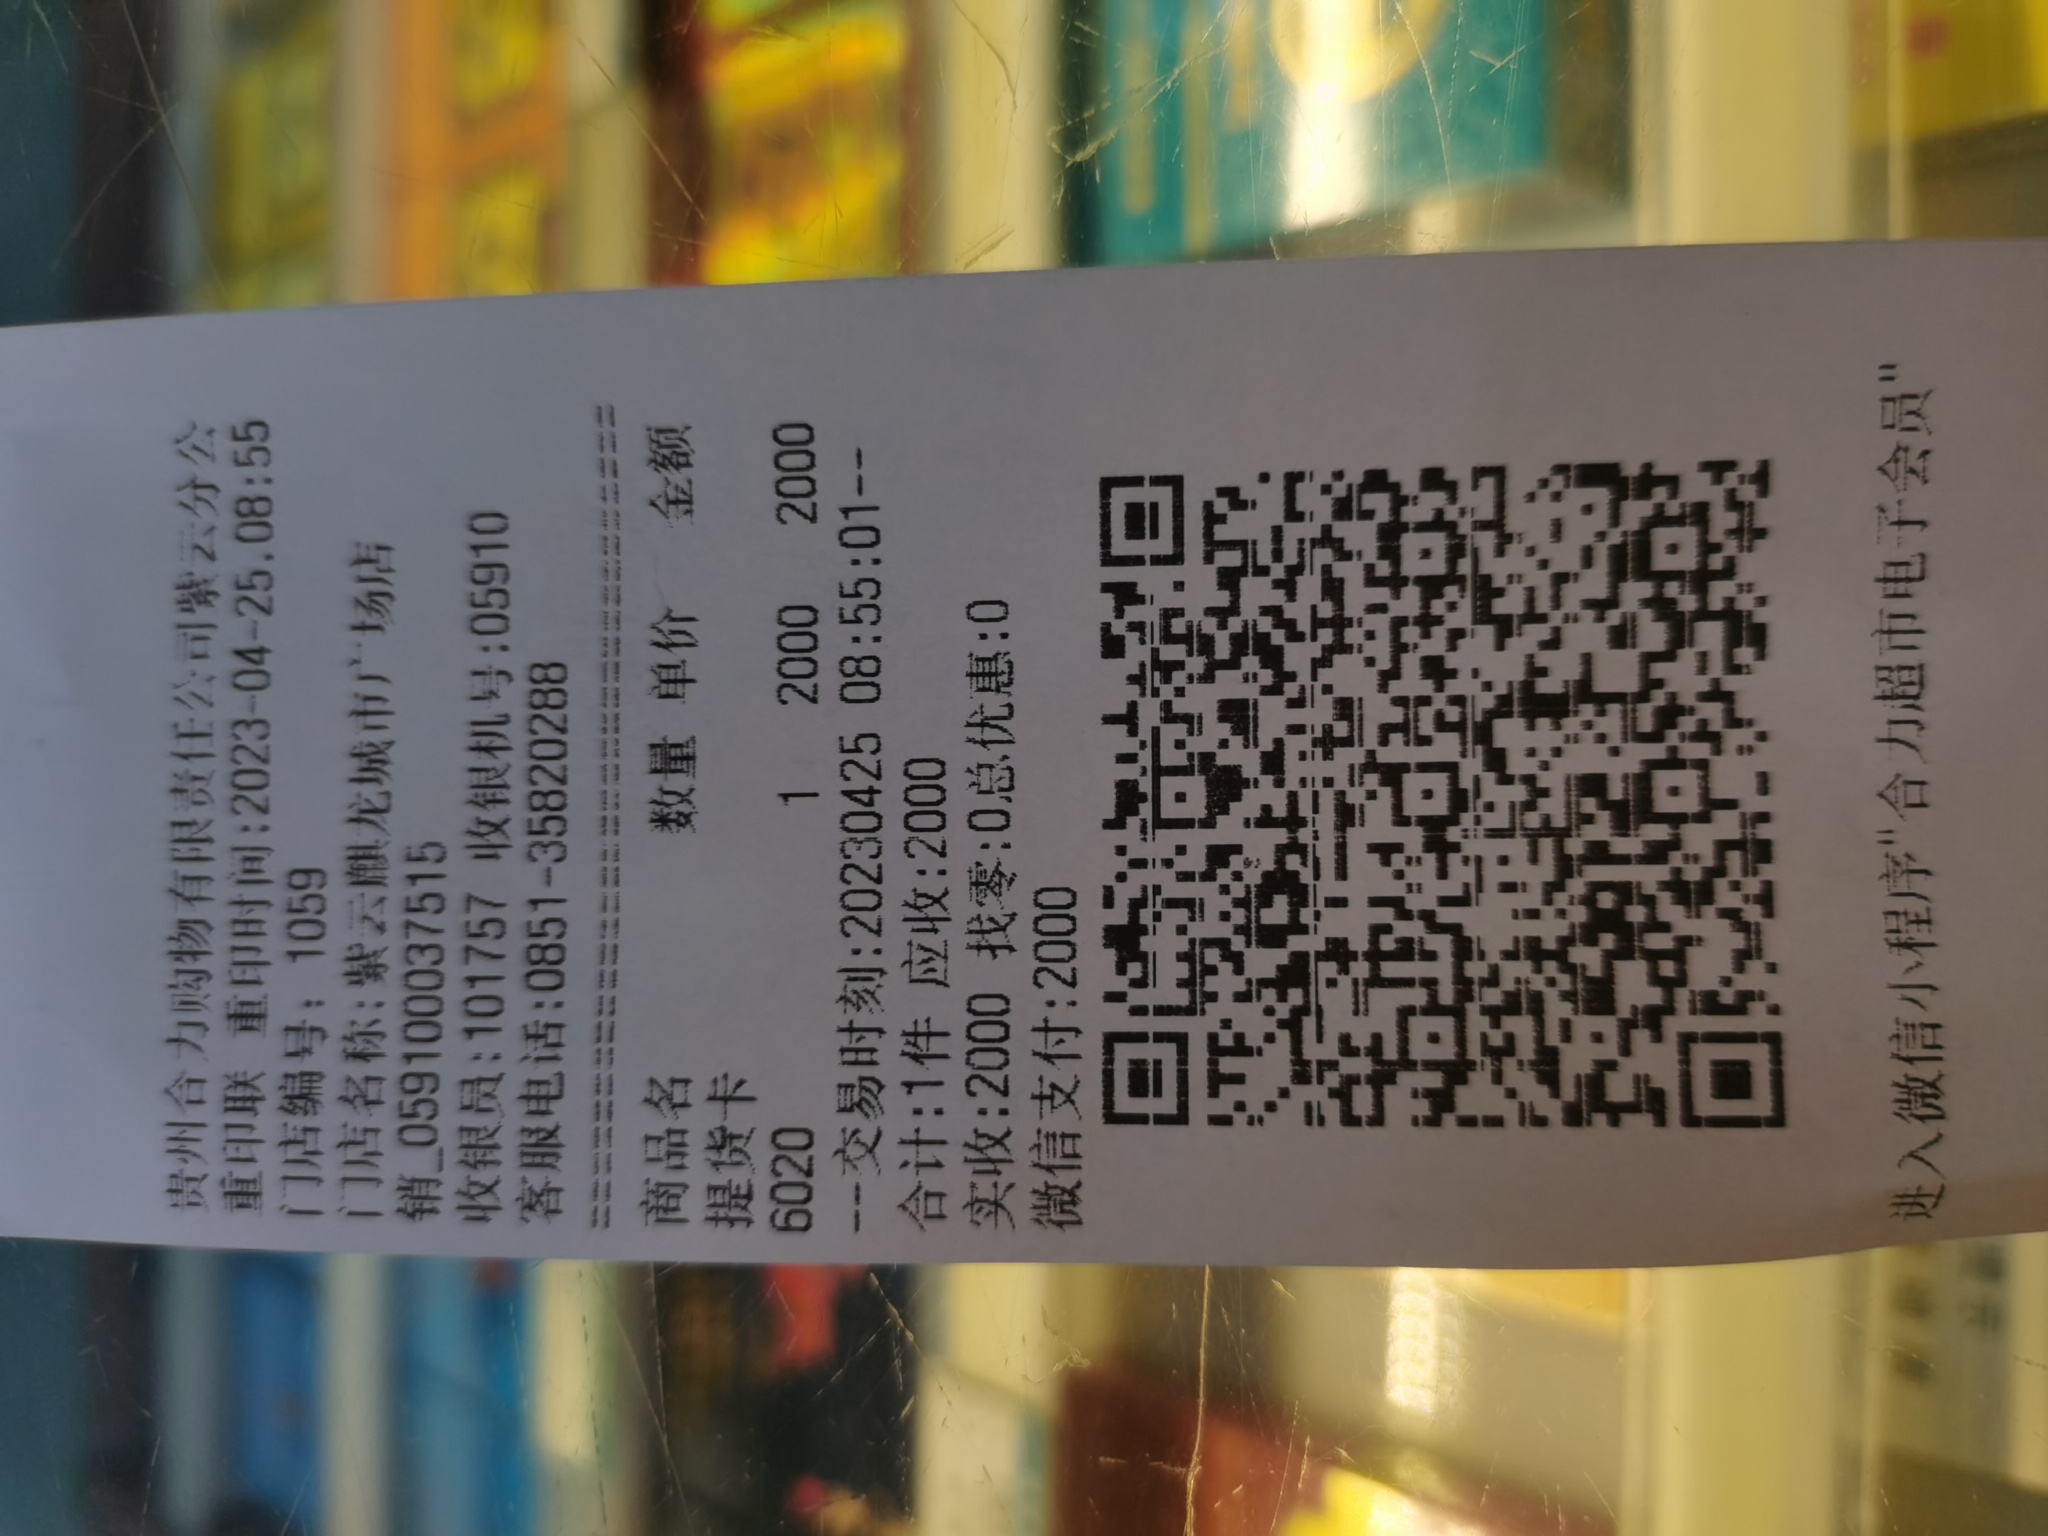 贵州合力购物有限责任公司紫云分公
重印联 重印时间:2023-04-25.08:55
门店编号: 1059
门店名称:紫云麒龙城市广场店
销_0591000037515
收银员:101757 收银机号:05910
客服电话:0851-35820288
================================
商品名 数量 单价 金额
提货卡
6020 1 2000 2000
--交易时刻:20230425 08:55:01--
合计:1件 应收:2000
实收:2000 找零:0总优惠:0
微信支付:2000
进入微信小程序"合力超市电子会员"